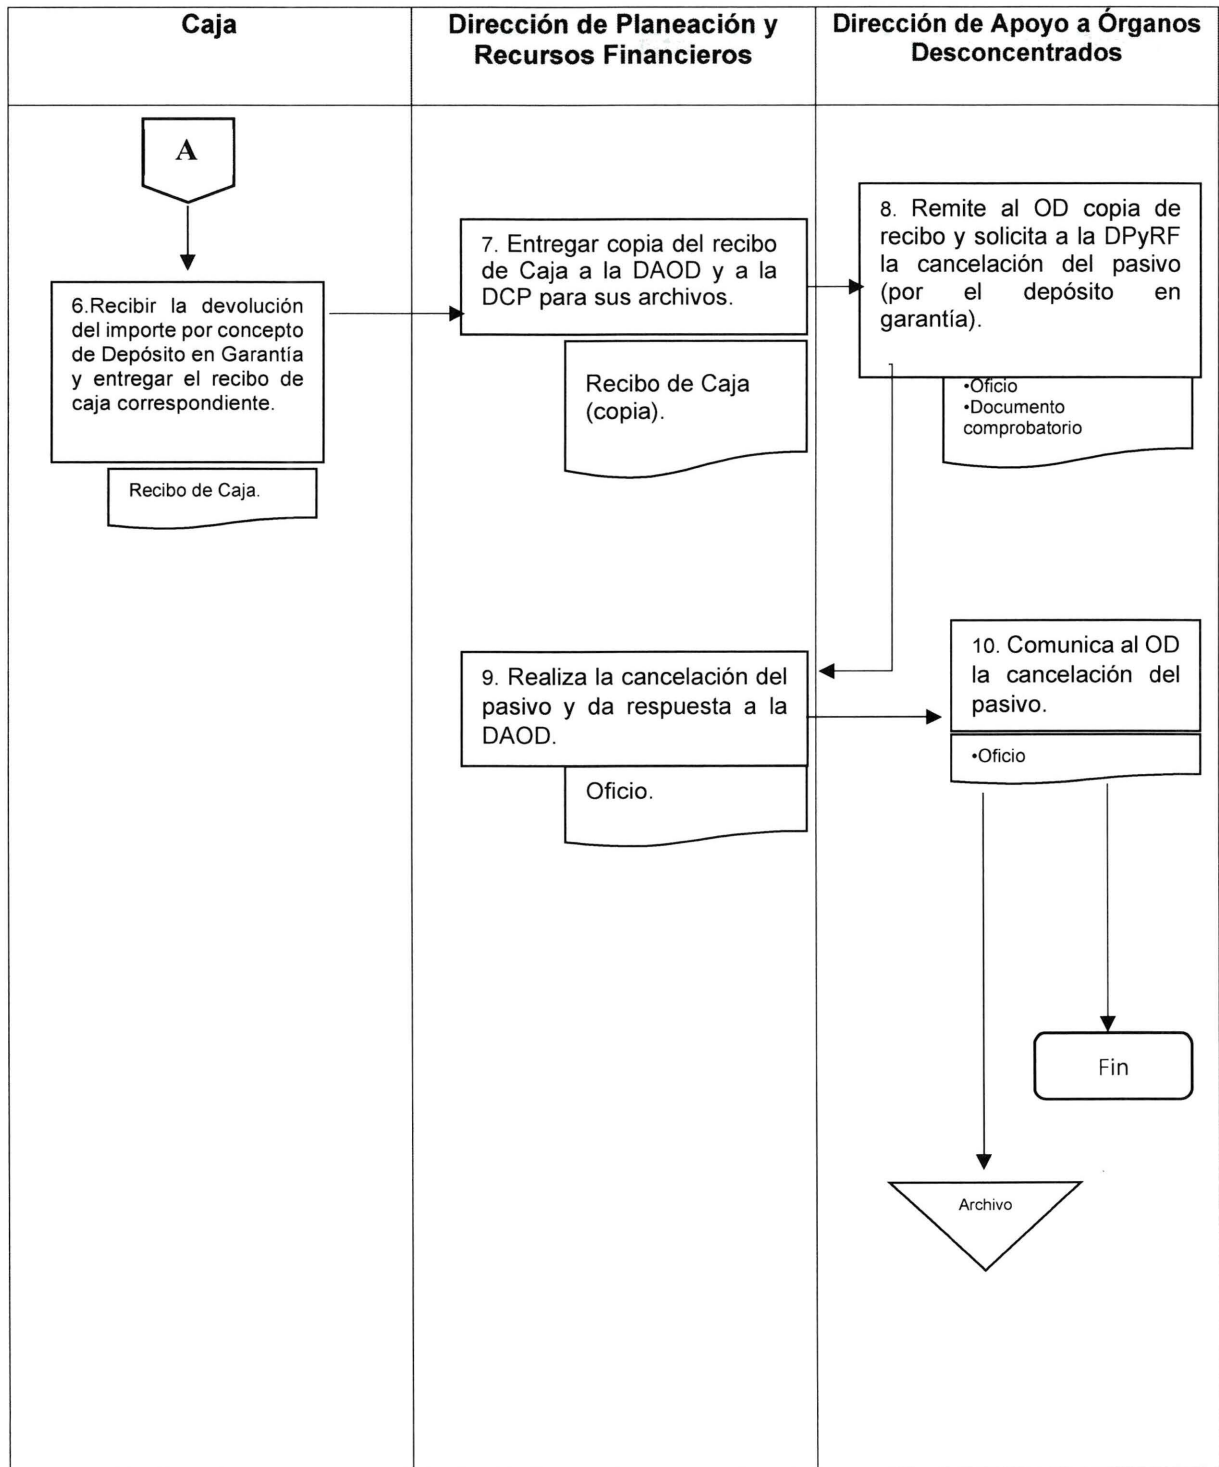 Caja
Dirección de Planeación y
Recursos Financieros
Dirección de Apoyo a Órganos
Desconcentrados
A
6.Recibir la devolución
del importe por concepto
de Depósito en Garantía
y entregar el recibo de
caja correspondiente.
Recibo de Caja.
7. Entregar copia del recibo
de Caja a la DAOD y a la
DCP para sus archivos.
Recibo de Caja
(copia).
8. Remite al OD copia de
recibo y solicita a la DPyRF
la cancelación del pasivo
(por el depósito en
garantía).
•Oficio
•Documento
comprobatorio
9. Realiza la cancelación del
pasivo y da respuesta a la
DAOD.
Oficio.
10. Comunica al OD
la cancelación del
pasivo.
•Oficio
Fin
Archivo